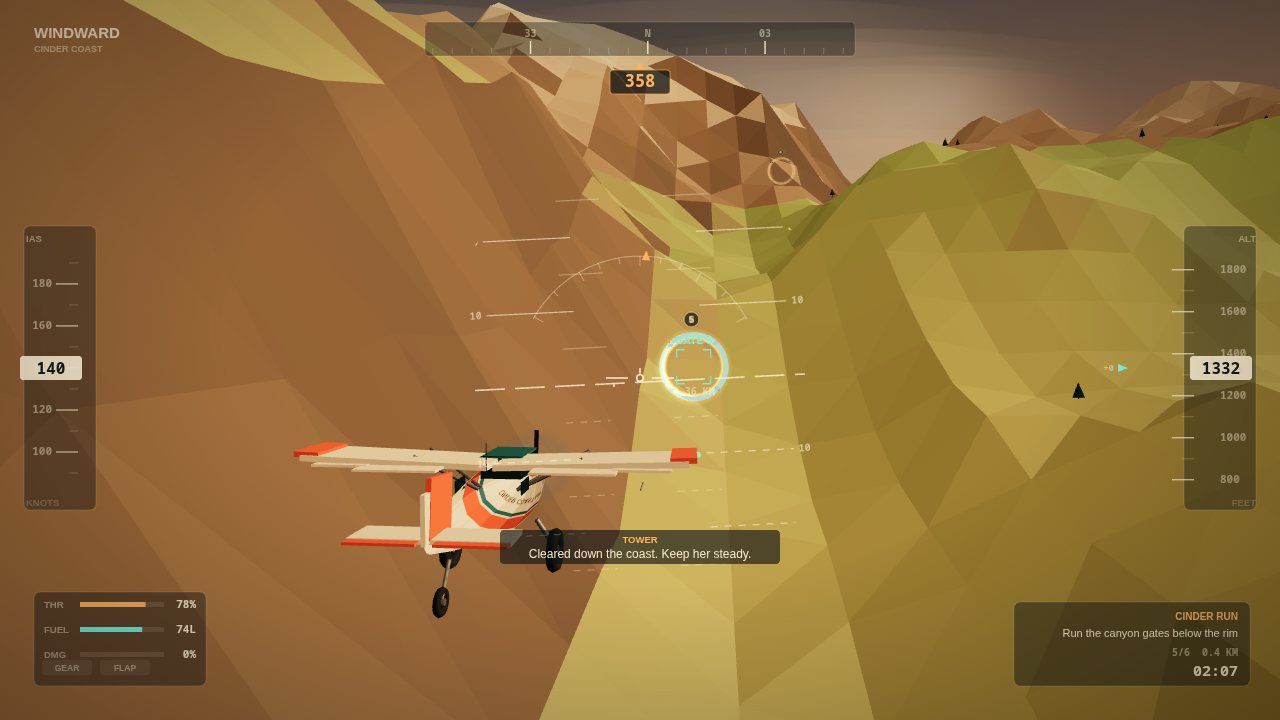 WINDWARD
CINDER COAST
33 N 03
358
IAS
180
160
140
120
100
KNOTS
ALT
1800
1600
1400
1332
1200
1000
800
FEET
+0
10 10
5
GATE
10
TOWER
Cleared down the coast. Keep her steady.
THR 78%
FUEL 74L
DMG 0%
GEAR FLAP
CINDER RUN
Run the canyon gates below the rim
5/6 0.4 KM
02:07